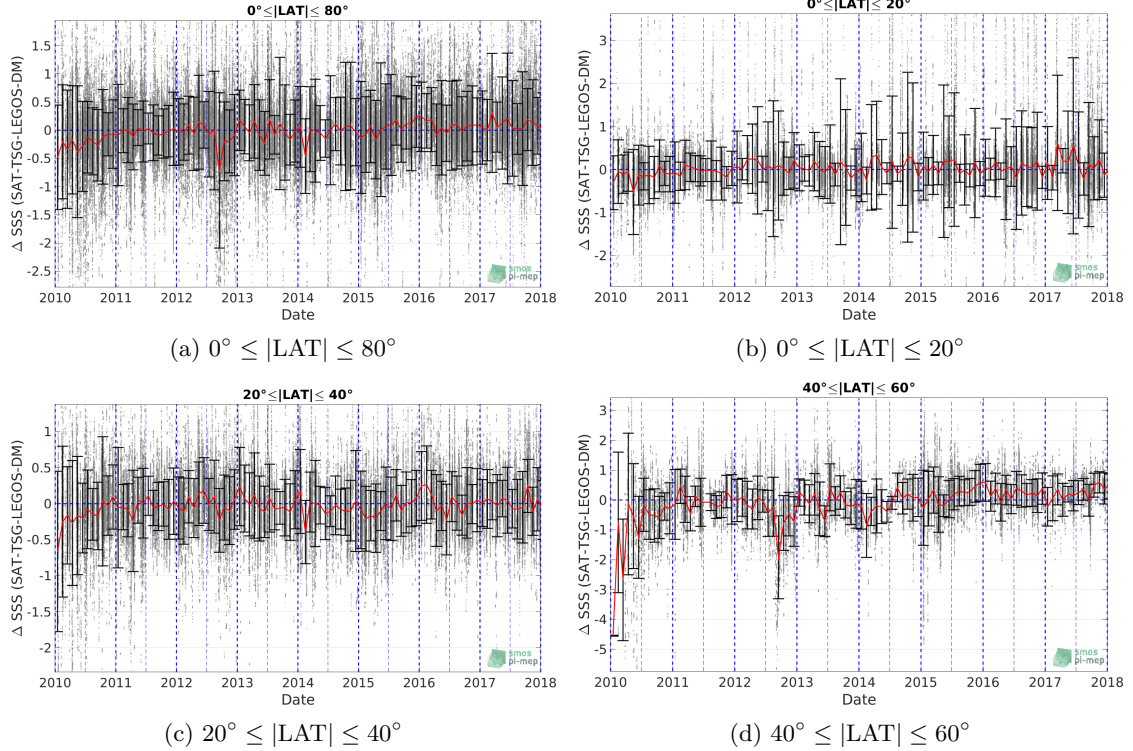 0°≤|LAT|≤ 80°
Δ SSS (SAT-TSG-LEGOS-DM)
1.5
1
0.5
0
-0.5
-1
-1.5
-2
-2.5
2010 2011 2012 2013 2014 2015 2016 2017 2018
Date
smos
pi-mep
(a) 0° ≤ |LAT| ≤ 80°
0°≤|LAT|≤ 20°
Δ SSS (SAT-TSG-LEGOS-DM)
3
2
1
0
-1
-2
2010 2011 2012 2013 2014 2015 2016 2017 2018
Date
smos
pi-mep
(b) 0° ≤ |LAT| ≤ 20°
20°≤|LAT|≤ 40°
Δ SSS (SAT-TSG-LEGOS-DM)
1
0.5
0
-0.5
-1
-1.5
-2
2010 2011 2012 2013 2014 2015 2016 2017 2018
Date
smos
pi-mep
(c) 20° ≤ |LAT| ≤ 40°
40°≤|LAT|≤ 60°
Δ SSS (SAT-TSG-LEGOS-DM)
3
2
1
0
-1
-2
-3
-4
-5
2010 2011 2012 2013 2014 2015 2016 2017 2018
Date
smos
pi-mep
(d) 40° ≤ |LAT| ≤ 60°